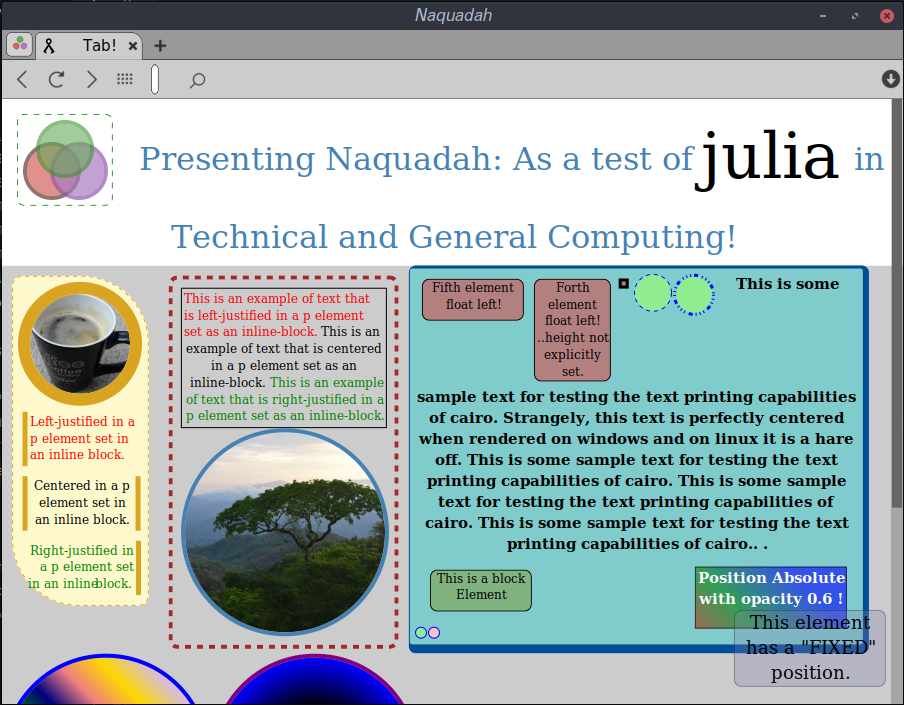 Naquadah
Tab!
Presenting Naquadah: As a test of julia in
Technical and General Computing!
Left-justified in a
p element set in
an inline block.
Centered in a p
element set in
an inline block.
Right-justified in
a p element set
in an inline block.
This is an example of text that
is left-justified in a p element
set as an inline-block. This is an
example of text that is centered
in a p element set as an
inline-block. This is an example
of text that is right-justified in a
p element set as an inline-block.
Fifth element
float left!
Forth
element
float left!
..height not
explicitly
set.
This is some
sample text for testing the text printing capabilities
of cairo. Strangely, this text is perfectly centered
when rendered on windows and on linux it is a hare
off. This is some sample text for testing the text
printing capabilities of cairo. This is some sample
text for testing the text printing capabilities of
cairo. This is some sample text for testing the text
printing capabilities of cairo.. .
This is a block
Element
Position Absolute
with opacity 0.6 !
This element
has a "FIXED"
position.